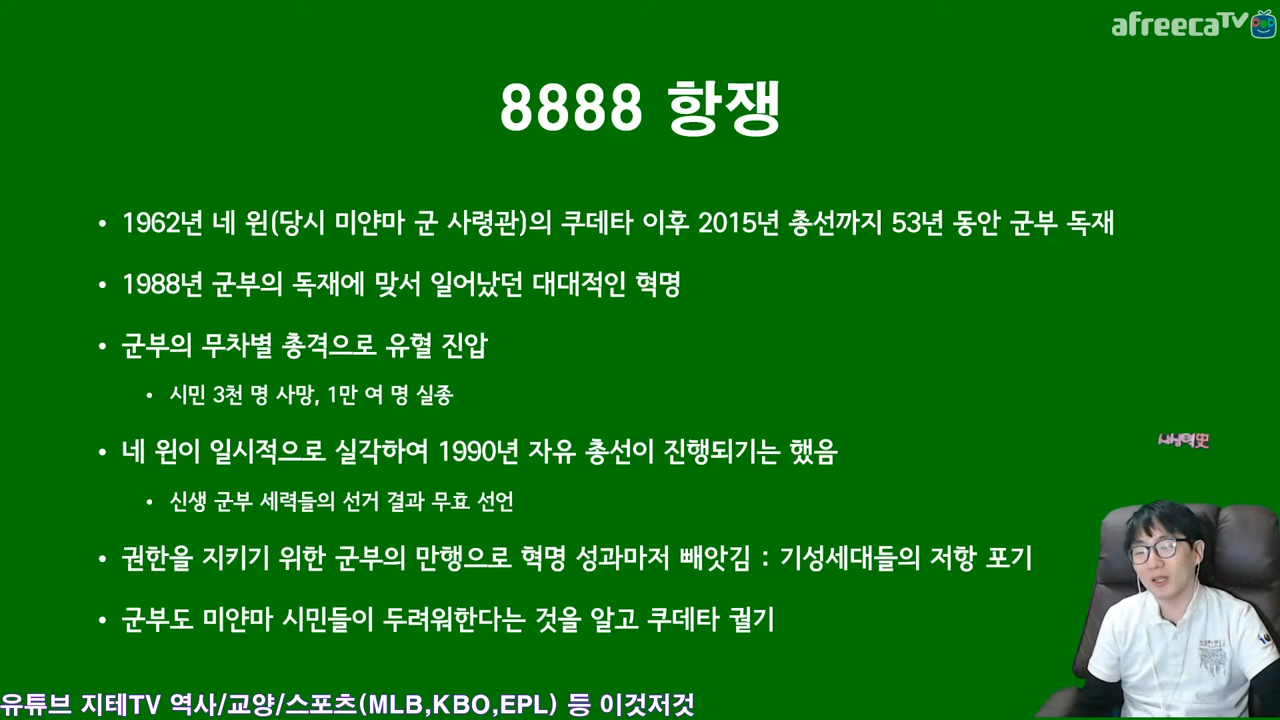 afreecaTV
8888 항쟁
• 1962년 네 윈(당시 미얀마 군 사령관)의 쿠데타 이후 2015년 총선까지 53년 동안 군부 독재
• 1988년 군부의 독재에 맞서 일어났던 대대적인 혁명
• 군부의 무차별 총격으로 유혈 진압
• 시민 3천 명 사망, 1만 여 명 실종
• 네 윈이 일시적으로 실각하여 1990년 자유 총선이 진행되기는 했음
• 신생 군부 세력들의 선거 결과 무효 선언
• 권한을 지키기 위한 군부의 만행으로 혁명 성과마저 빼앗김 : 기성세대들의 저항 포기
• 군부도 미얀마 시민들이 두려워한다는 것을 알고 쿠데타 궐기
유튜브 지테TV 역사/교양/스포츠(MLB,KBO,EPL) 등 이것저것